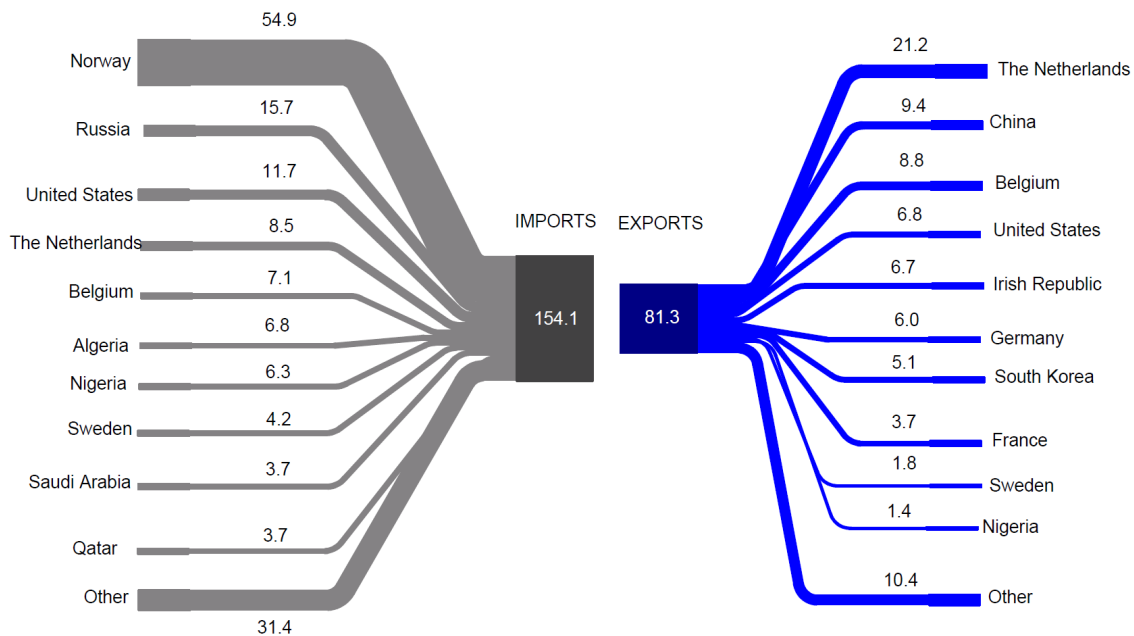 54.9
Norway
15.7
Russia
11.7
United States
8.5
The Netherlands
7.1
Belgium
6.8
Algeria
6.3
Nigeria
4.2
Sweden
3.7
Saudi Arabia
3.7
Qatar
Other
31.4
IMPORTS
154.1
EXPORTS
81.3
21.2
The Netherlands
9.4
China
8.8
Belgium
6.8
United States
6.7
Irish Republic
6.0
Germany
5.1
South Korea
3.7
France
1.8
Sweden
1.4
Nigeria
10.4
Other